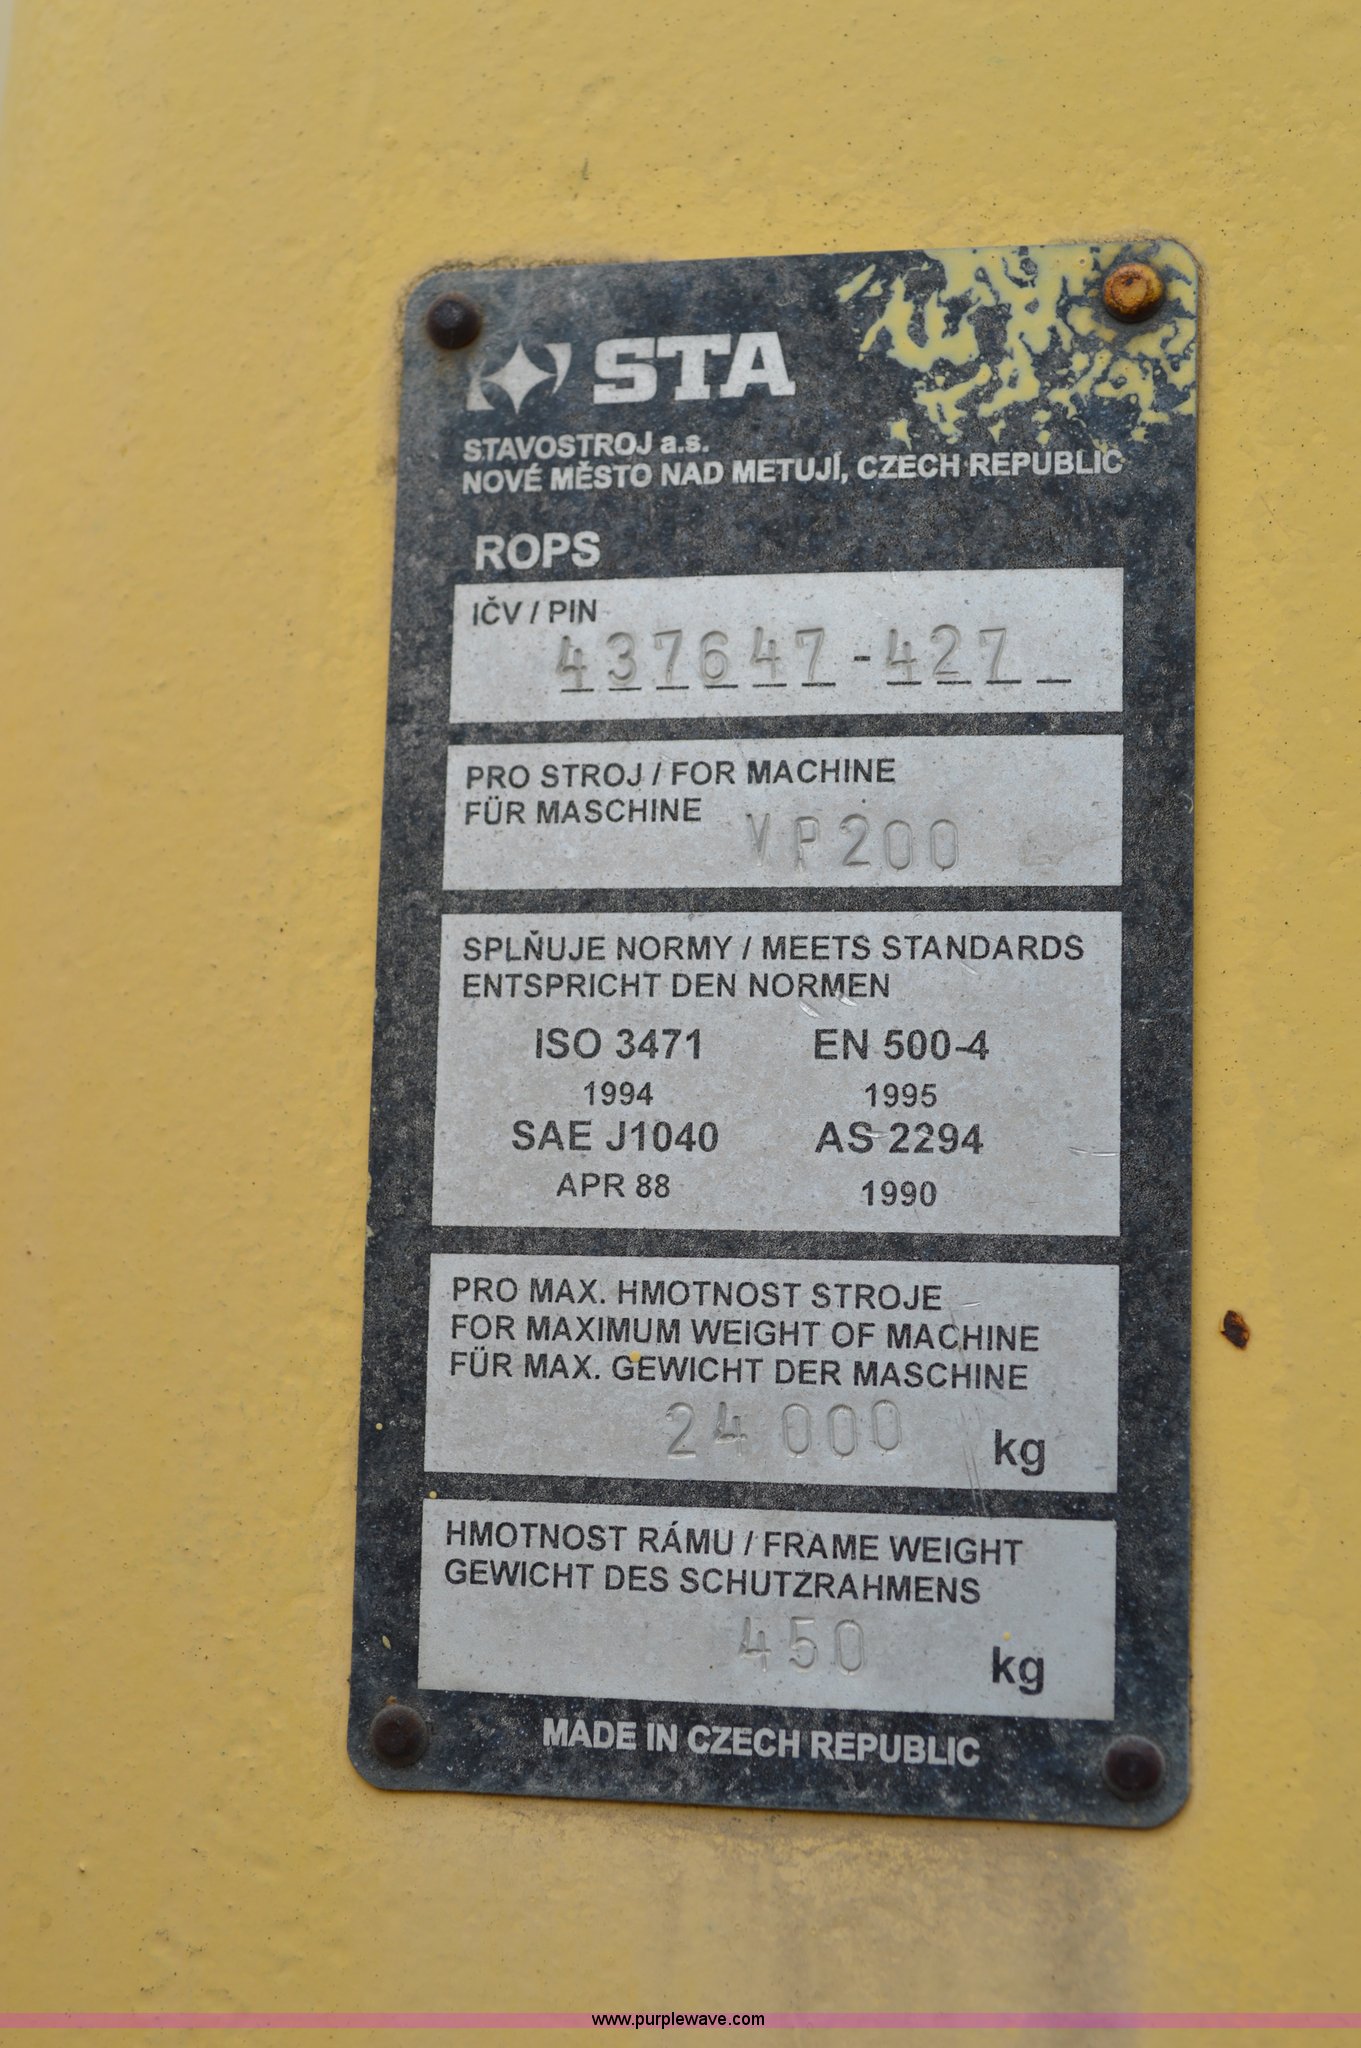 STA
STAVOSTROJ a.s.
NOVÉ MĚSTO NAD METUJÍ, CZECH REPUBLIC
ROPS
IČV / PIN
437647-427
PRO STROJ / FOR MACHINE
FÜR MASCHINE VP200
SPLŇUJE NORMY / MEETS STANDARDS
ENTSPRICHT DEN NORMEN
ISO 3471 EN 500-4
1994 1995
SAE J1040 AS 2294
APR 88 1990
PRO MAX. HMOTNOST STROJE
FOR MAXIMUM WEIGHT OF MACHINE
FÜR MAX. GEWICHT DER MASCHINE
24 000 kg
HMOTNOST RÁMU / FRAME WEIGHT
GEWICHT DES SCHUTZRAHMENS
450 kg
MADE IN CZECH REPUBLIC
www.purplewave.com